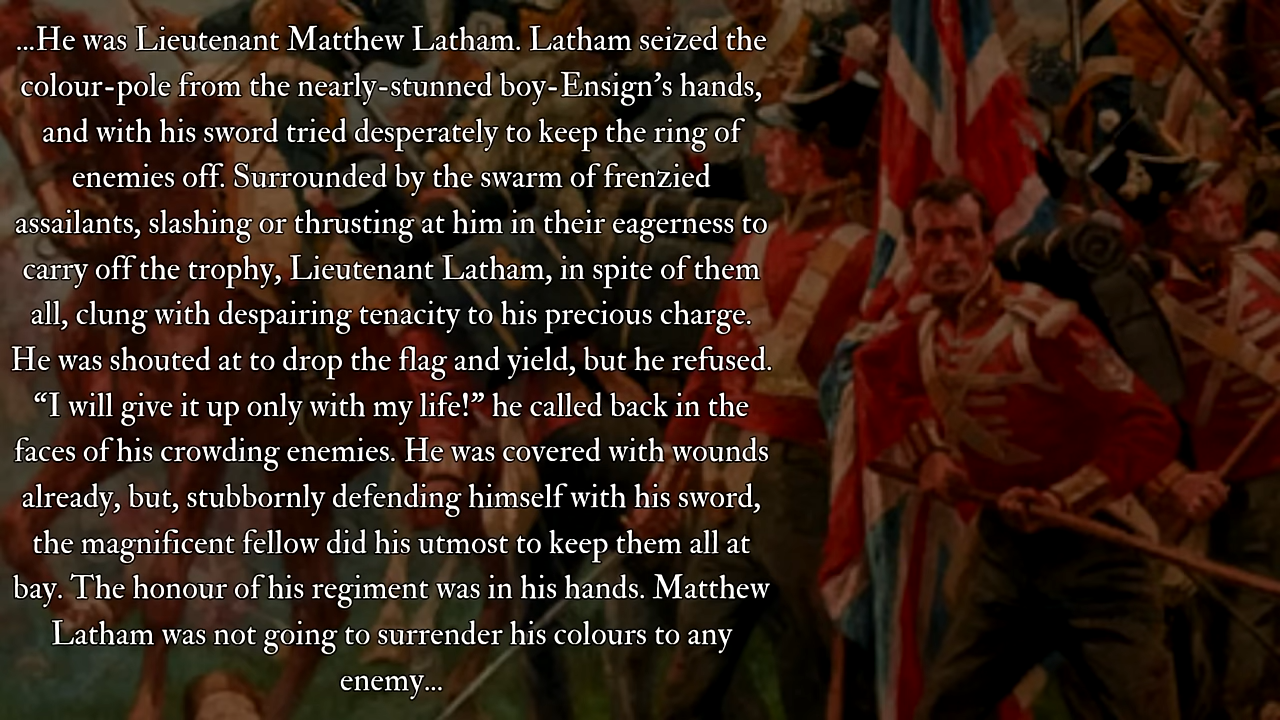 ...He was Lieutenant Matthew Latham. Latham seized the
colour-pole from the nearly-stunned boy-Ensign’s hands,
and with his sword tried desperately to keep the ring of
enemies off. Surrounded by the swarm of frenzied
assailants, slashing or thrusting at him in their eagerness to
carry off the trophy, Lieutenant Latham, in spite of them
all, clung with despairing tenacity to his precious charge.
He was shouted at to drop the flag and yield, but he refused.
“I will give it up only with my life!” he called back in the
faces of his crowding enemies. He was covered with wounds
already, but, stubbornly defending himself with his sword,
the magnificent fellow did his utmost to keep them all at
bay. The honour of his regiment was in his hands. Matthew
Latham was not going to surrender his colours to any
enemy...